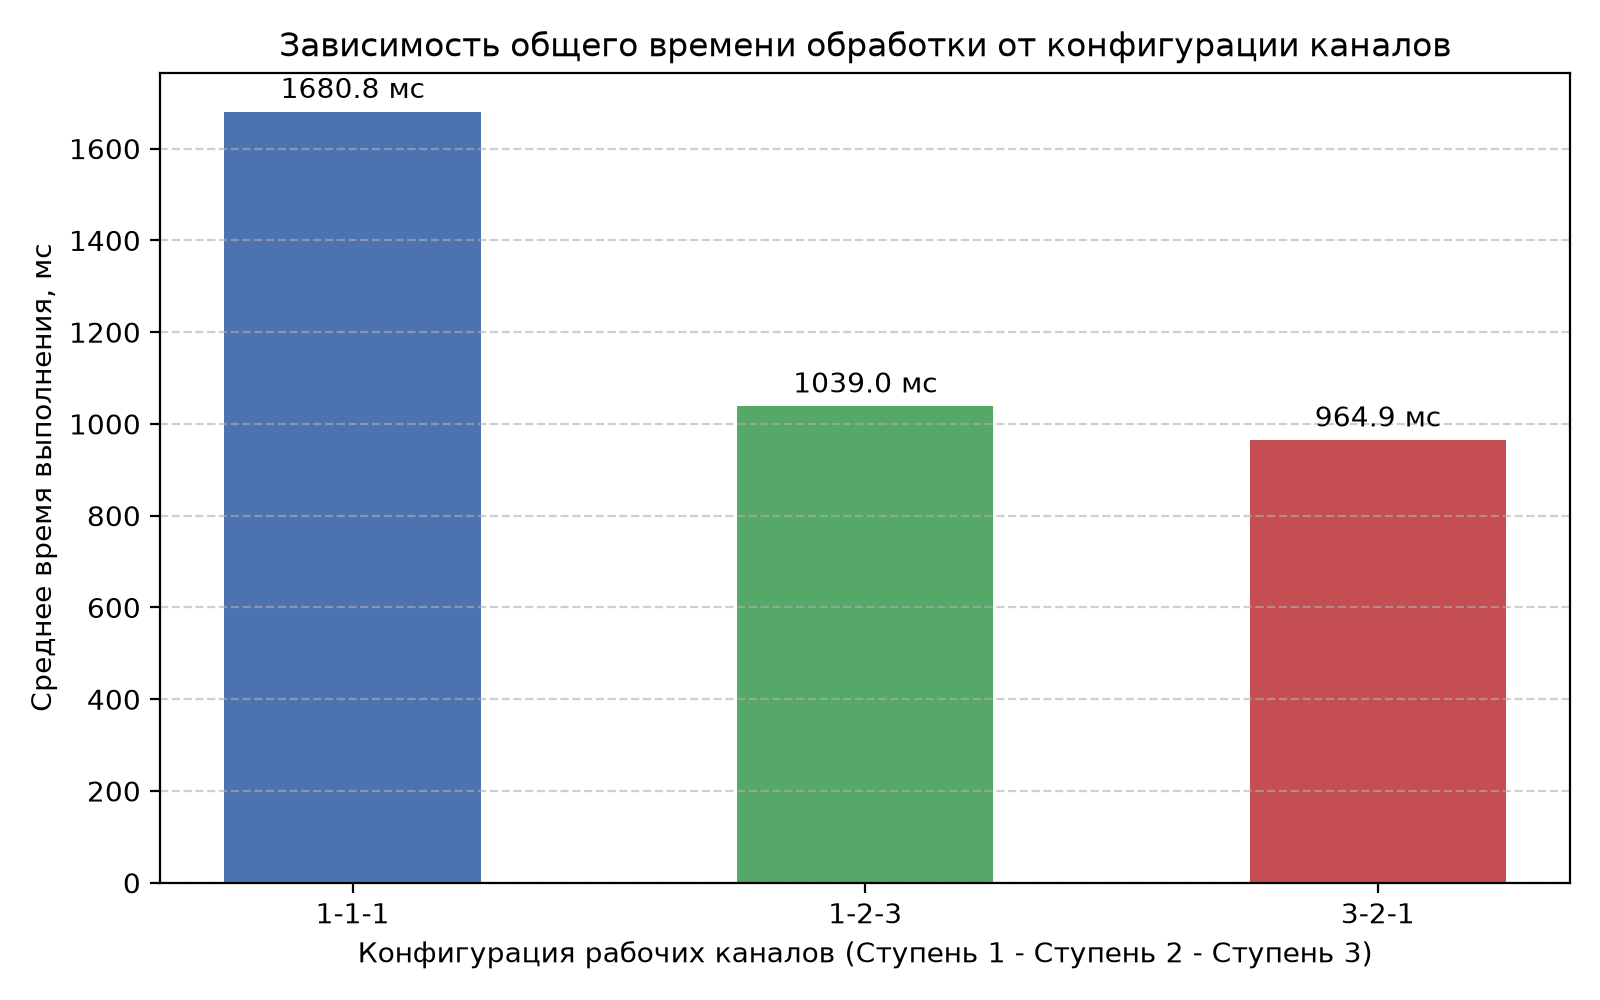 Зависимость общего времени обработки от конфигурации каналов
1680.8 мс
1039.0 мс
964.9 мс
Среднее время выполнения, мс
1600
1400
1200
1000
800
600
400
200
0
1-1-1
1-2-3
3-2-1
Конфигурация рабочих каналов (Ступень 1 - Ступень 2 - Ступень 3)